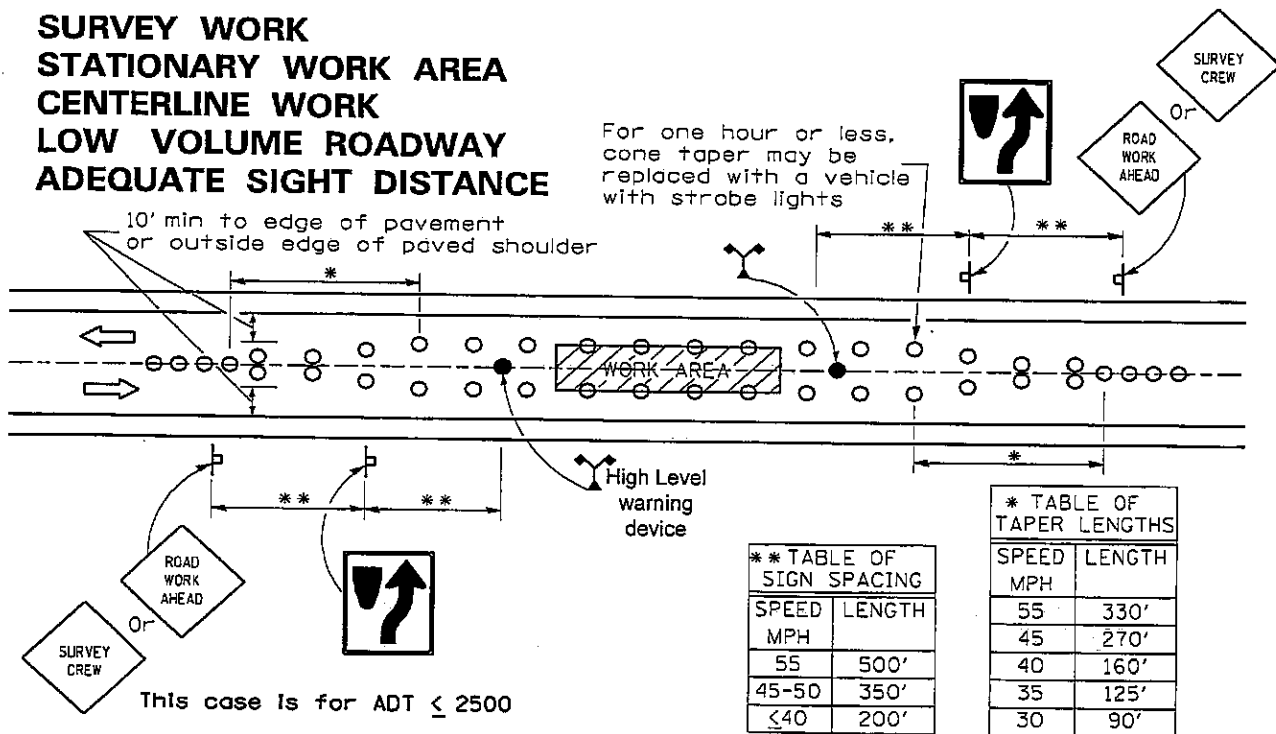 SURVEY WORK
STATIONARY WORK AREA
CENTERLINE WORK
LOW VOLUME ROADWAY
ADEQUATE SIGHT DISTANCE
10' min to edge of pavement
or outside edge of paved shoulder
For one hour or less,
cone taper may be
replaced with a vehicle
with strobe lights
SURVEY
CREW
Or
ROAD
WORK
AHEAD
*
**
**
WORK AREA
**
**
*
High Level
warning
device
ROAD
WORK
AHEAD
Or
SURVEY
CREW
This case is for ADT ≤ 2500
** TABLE OF
SIGN SPACING
SPEED MPH LENGTH
55 500'
45-50 350'
≤40 200'
* TABLE OF
TAPER LENGTHS
SPEED MPH LENGTH
55 330'
45 270'
40 160'
35 125'
30 90'